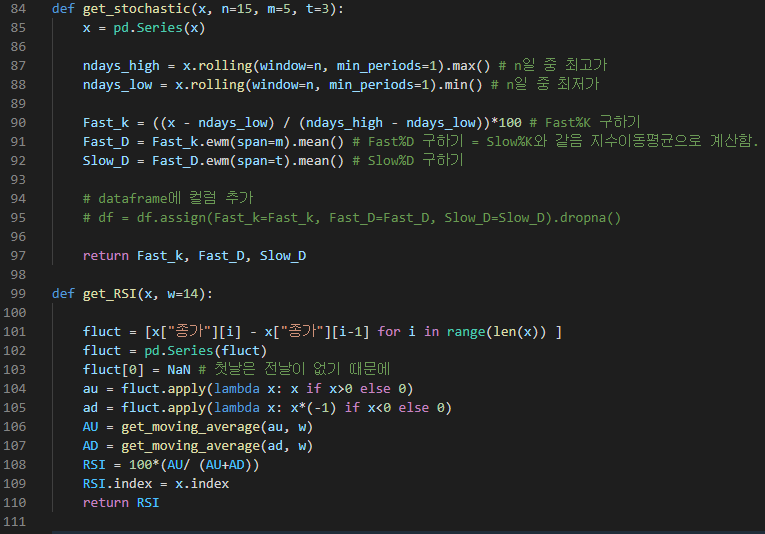 84 def get_stochastic(x, n=15, m=5, t=3):
85     x = pd.Series(x)
86
87     ndays_high = x.rolling(window=n, min_periods=1).max() # n일 중 최고가
88     ndays_low = x.rolling(window=n, min_periods=1).min() # n일 중 최저가
89
90     Fast_k = ((x - ndays_low) / (ndays_high - ndays_low))*100 # Fast%K 구하기
91     Fast_D = Fast_k.ewm(span=m).mean() # Fast%D 구하기 = Slow%K와 같음 지수이동평균으로 계산함.
92     Slow_D = Fast_D.ewm(span=t).mean() # Slow%D 구하기
93
94     # dataframe에 컬럼 추가
95     # df = df.assign(Fast_k=Fast_k, Fast_D=Fast_D, Slow_D=Slow_D).dropna()
96
97     return Fast_k, Fast_D, Slow_D
98
99 def get_RSI(x, w=14):
100
101     fluct = [x["종가"][i] - x["종가"][i-1] for i in range(len(x)) ]
102     fluct = pd.Series(fluct)
103     fluct[0] = NaN # 첫날은 전날이 없기 때문에
104     au = fluct.apply(lambda x: x if x>0 else 0)
105     ad = fluct.apply(lambda x: x*(-1) if x<0 else 0)
106     AU = get_moving_average(au, w)
107     AD = get_moving_average(ad, w)
108     RSI = 100*(AU/ (AU+AD))
109     RSI.index = x.index
110     return RSI
111